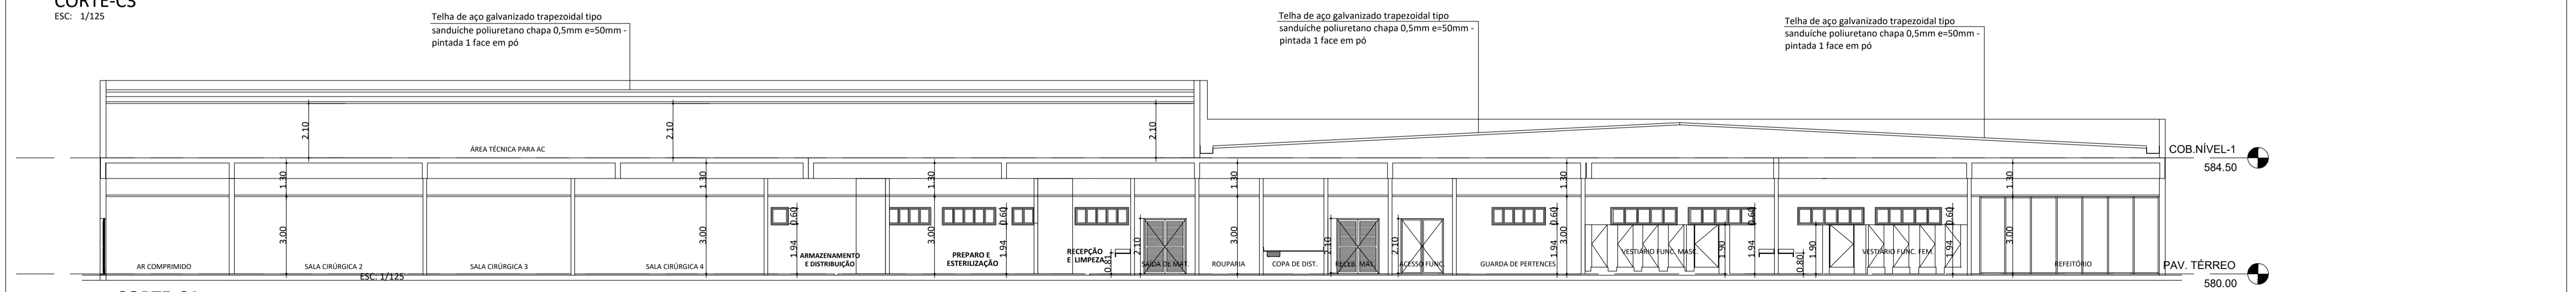 CORTE-C3
ESC: 1/125
Telha de aço galvanizado trapezoidal tipo
sanduíche poliuretano chapa 0,5mm e=50mm -
pintada 1 face em pó
Telha de aço galvanizado trapezoidal tipo
sanduíche poliuretano chapa 0,5mm e=50mm -
pintada 1 face em pó
Telha de aço galvanizado trapezoidal tipo
sanduíche poliuretano chapa 0,5mm e=50mm -
pintada 1 face em pó
2.10
2.10
2.10
ÁREA TÉCNICA PARA AC
COB.NÍVEL-1
584.50
1.30
1.30
1.30
1.30
1.30
1.30
3.00
3.00
0.60
1.94
3.00
0.60
1.94
0.81
2.10
3.00
2.10
2.10
0.60
1.94
3.00
1.90
0.60
1.94
0.80
1.90
0.60
1.94
3.00
AR COMPRIMIDO
SALA CIRÚRGICA 2
SALA CIRÚRGICA 3
SALA CIRÚRGICA 4
ARMAZENAMENTO
E DISTRIBUIÇÃO
PREPARO E
ESTERILIZAÇÃO
RECEPÇÃO
E LIMPEZA
SAÍDA DE MAT.
ROUPARIA
COPA DE DIST.
RECEB. MAT.
ACESSO FUNC.
GUARDA DE PERTENCES
VESTIÁRIO FUNC. MASC.
VESTIÁRIO FUNC. FEM.
REFEITÓRIO
PAV. TÉRREO
580.00
ESC: 1/125